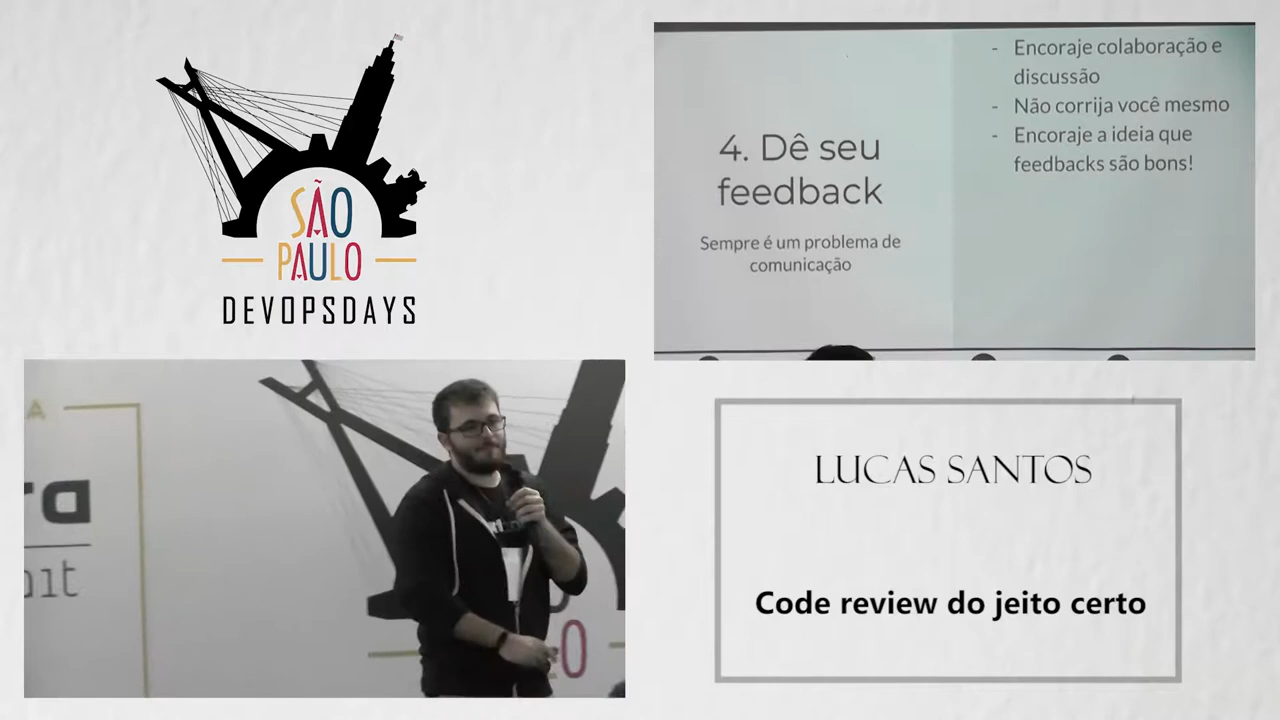 SÃO
PAULO
DEVOPSDAYS
4. Dê seu
feedback
Sempre é um problema de
comunicação
- Encoraje colaboração e
discussão
- Não corrija você mesmo
- Encoraje a ideia que
feedbacks são bons!
LUCAS SANTOS
Code review do jeito certo